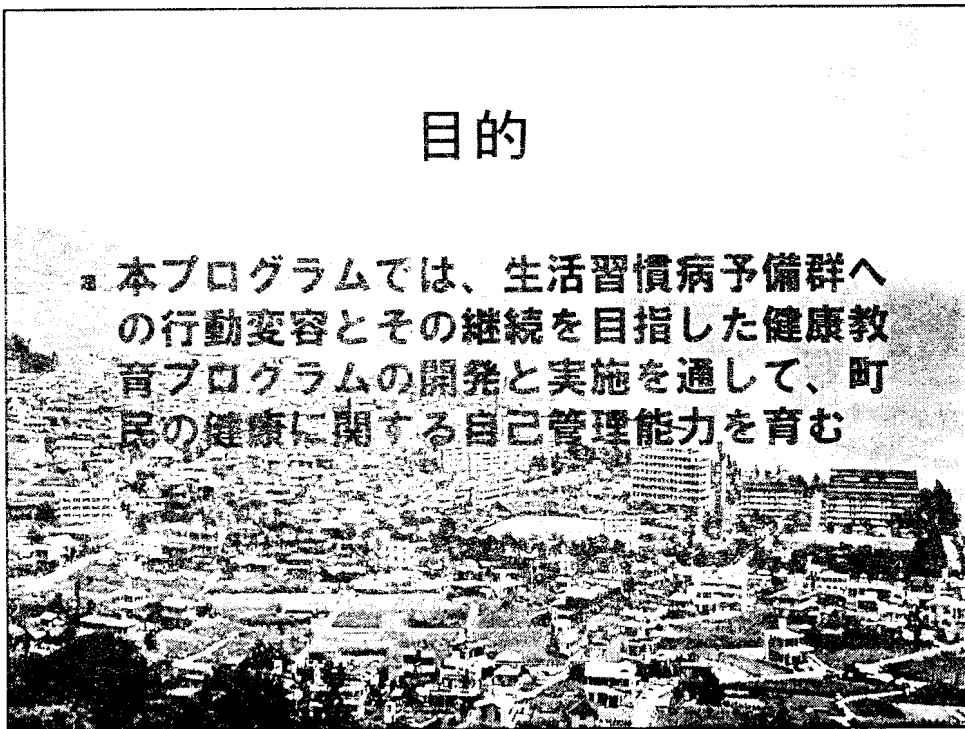 目的
本プログラムでは、生活習慣病予備群へ
の行動変容とその継続を目指した健康教
育プログラムの開発と実施を通して、町
民の健康に関する自己管理能力を育む